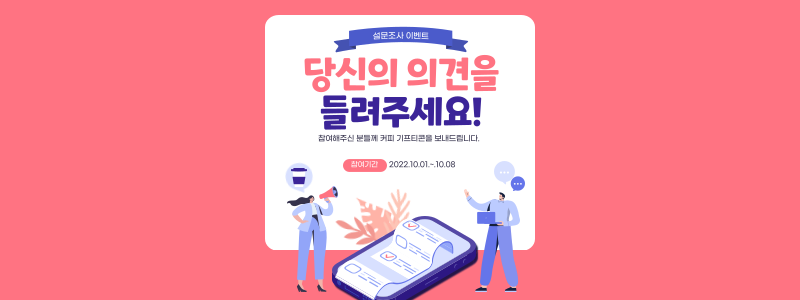 설문조사 이벤트
당신의 의견을
들려주세요!
참여해주신 분들께 커피 기프티콘을 보내드립니다.
참여기간 2022.10.01.~.10.08